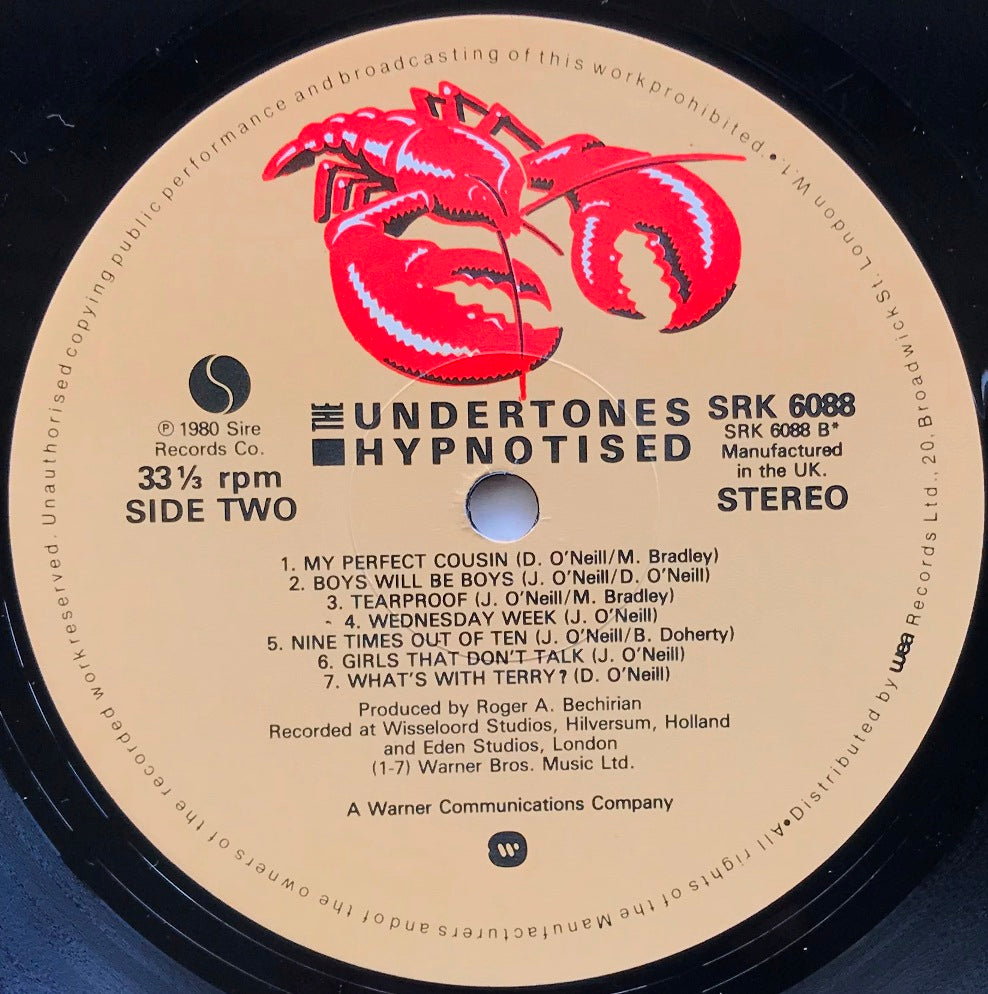 Unauthorised copying public performance and broadcasting of this work prohibited.
THE UNDERTONES
HYPNOTISED
℗ 1980 Sire
Records Co.
33 ⅓ rpm
SIDE TWO
SRK 6088
SRK 6088 B*
Manufactured
in the UK.
STEREO
1. MY PERFECT COUSIN (D. O'Neill/M. Bradley)
2. BOYS WILL BE BOYS (J. O'Neill/D. O'Neill)
3. TEARPROOF (J. O'Neill/M. Bradley)
4. WEDNESDAY WEEK (J. O'Neill)
5. NINE TIMES OUT OF TEN (J. O'Neill/B. Doherty)
6. GIRLS THAT DON'T TALK (J. O'Neill)
7. WHAT'S WITH TERRY? (D. O'Neill)
Produced by Roger A. Bechirian
Recorded at Wisseloord Studios, Hilversum, Holland
and Eden Studios, London
(1-7) Warner Bros. Music Ltd.
A Warner Communications Company
w
•Distributed by wea Records Ltd., 20, Broadwick St. London W.1.•
All rights of the Manufacturers and of the owners of the recorded work reserved.